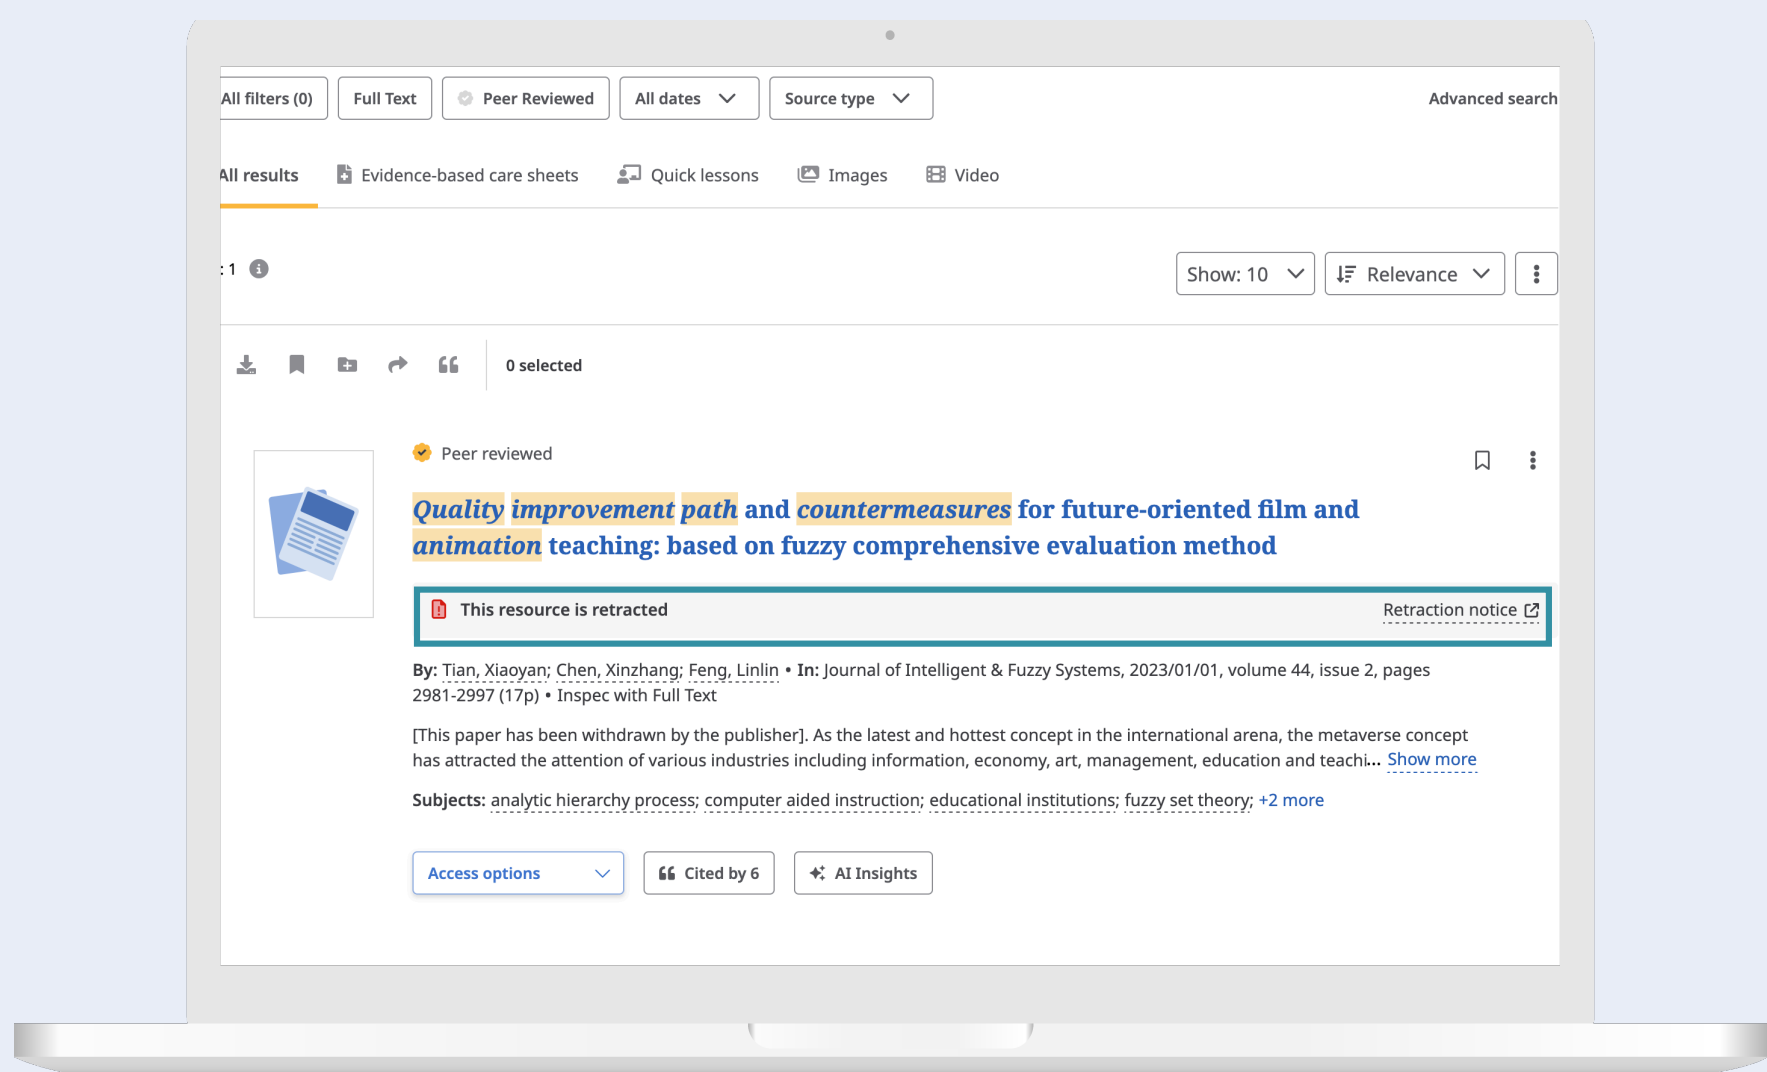 All filters (0) Full Text Peer Reviewed All dates Source type Advanced search
All results Evidence-based care sheets Quick lessons Images Video
: 1 Show: 10 Relevance
0 selected
Peer reviewed
Quality improvement path and countermeasures for future-oriented film and
animation teaching: based on fuzzy comprehensive evaluation method
This resource is retracted Retraction notice
By: Tian, Xiaoyan; Chen, Xinzhang; Feng, Linlin • In: Journal of Intelligent & Fuzzy Systems, 2023/01/01, volume 44, issue 2, pages
2981-2997 (17p) • Inspec with Full Text
[This paper has been withdrawn by the publisher]. As the latest and hottest concept in the international arena, the metaverse concept
has attracted the attention of various industries including information, economy, art, management, education and teachi... Show more
Subjects: analytic hierarchy process; computer aided instruction; educational institutions; fuzzy set theory; +2 more
Access options Cited by 6 AI Insights